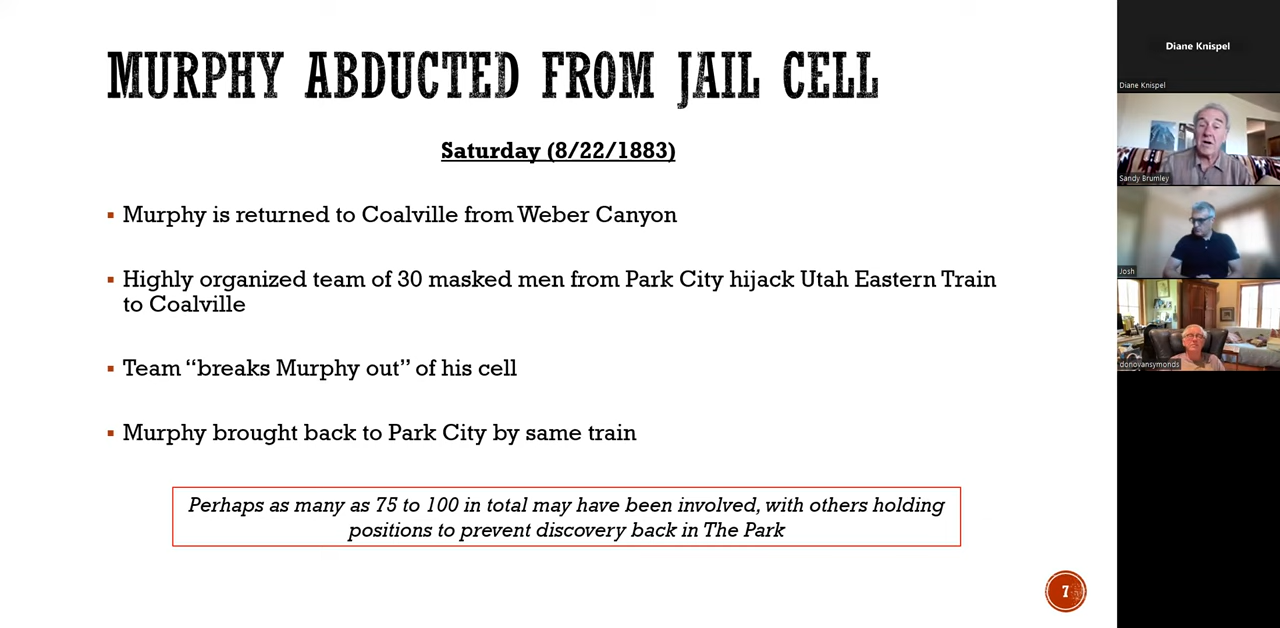 MURPHY ABDUCTED FROM JAIL CELL
Saturday (8/22/1883)
▪ Murphy is returned to Coalville from Weber Canyon
▪ Highly organized team of 30 masked men from Park City hijack Utah Eastern Train
to Coalville
▪ Team “breaks Murphy out” of his cell
▪ Murphy brought back to Park City by same train
Perhaps as many as 75 to 100 in total may have been involved, with others holding
positions to prevent discovery back in The Park
7
Diane Knispel
Diane Knispel
Sandy Brumley
Josh
donovansymonds